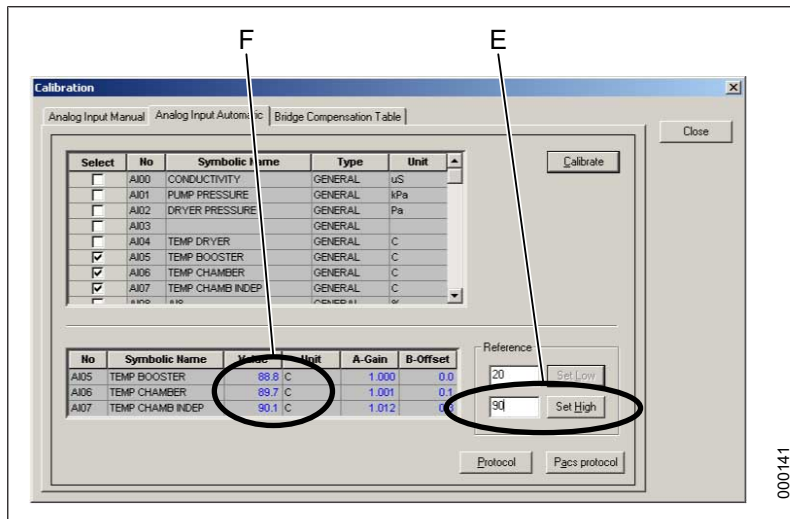 F E
Calibration
Analog Input Manual Analog Input Automatic Bridge Compensation Table
Close
Select No Symbolic Name Type Unit
Calibrate
AI00 CONDUCTIVITY GENERAL uS
AI01 PUMP PRESSURE GENERAL kPa
AI02 DRYER PRESSURE GENERAL Pa
AI03 GENERAL
AI04 TEMP DRYER GENERAL C
AI05 TEMP BOOSTER GENERAL C
AI06 TEMP CHAMBER GENERAL C
AI07 TEMP CHAMB INDEP GENERAL C
AI08 AI8 GENERAL %
Reference
No Symbolic Name Value Unit A-Gain B-Offset
AI05 TEMP BOOSTER 88.8 C 1.000 0.0
20 Set Low
AI06 TEMP CHAMBER 89.7 C 1.001 0.1
AI07 TEMP CHAMB INDEP 90.1 C 1.012
90 Set High
Protocol Pacs protocol
000141